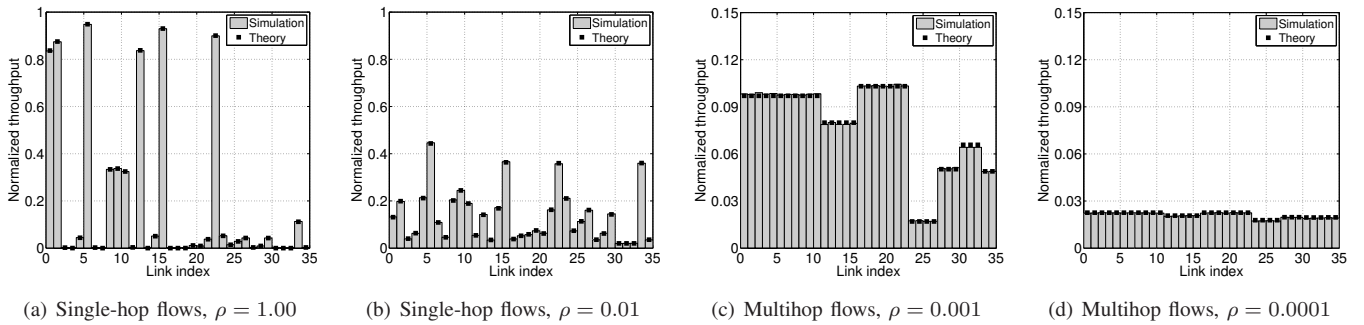 1
0.8
0.6
0.4
0.2
0
Normalized throughput
0 5 10 15 20 25 30 35
Link index
Simulation
Theory
(a) Single-hop flows, ρ = 1.00
1
0.8
0.6
0.4
0.2
0
Normalized throughput
0 5 10 15 20 25 30 35
Link index
Simulation
Theory
(b) Single-hop flows, ρ = 0.01
0.15
0.12
0.09
0.06
0.03
0
Normalized throughput
0 5 10 15 20 25 30 35
Link index
Simulation
Theory
(c) Multihop flows, ρ = 0.001
0.15
0.12
0.09
0.06
0.03
0
Normalized throughput
0 5 10 15 20 25 30 35
Link index
Simulation
Theory
(d) Multihop flows, ρ = 0.0001